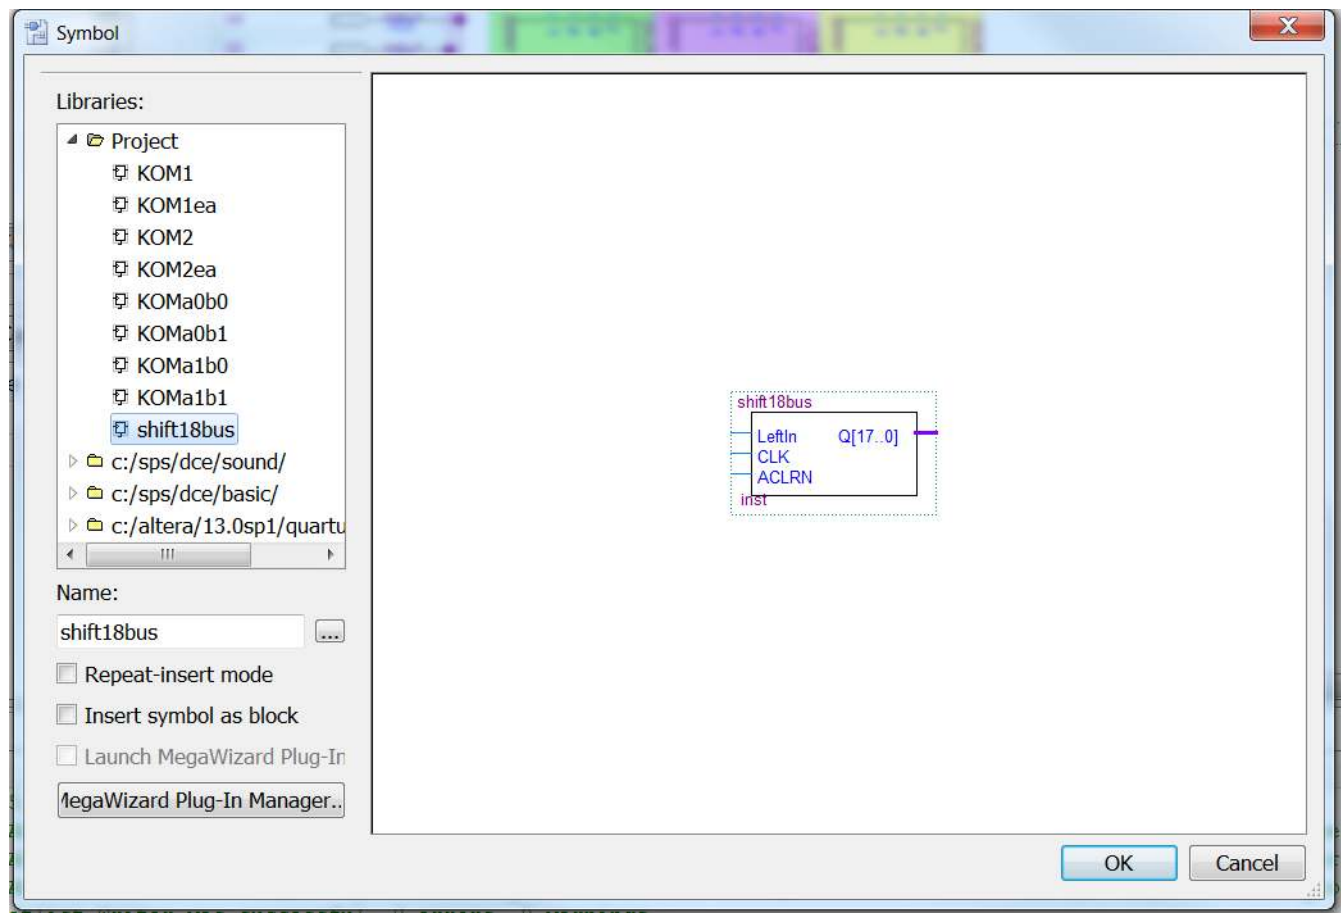 Symbol
Libraries:
Project
KOM1
KOM1ea
KOM2
KOM2ea
KOMa0b0
KOMa0b1
KOMa1b0
KOMa1b1
shift18bus
c:/sps/dce/sound/
c:/sps/dce/basic/
c:/altera/13.0sp1/quartu
Name:
shift18bus
...
Repeat-insert mode
Insert symbol as block
Launch MegaWizard Plug-In
MegaWizard Plug-In Manager..
shift18bus
LeftIn Q[17..0]
CLK
ACLRN
inst
OK Cancel